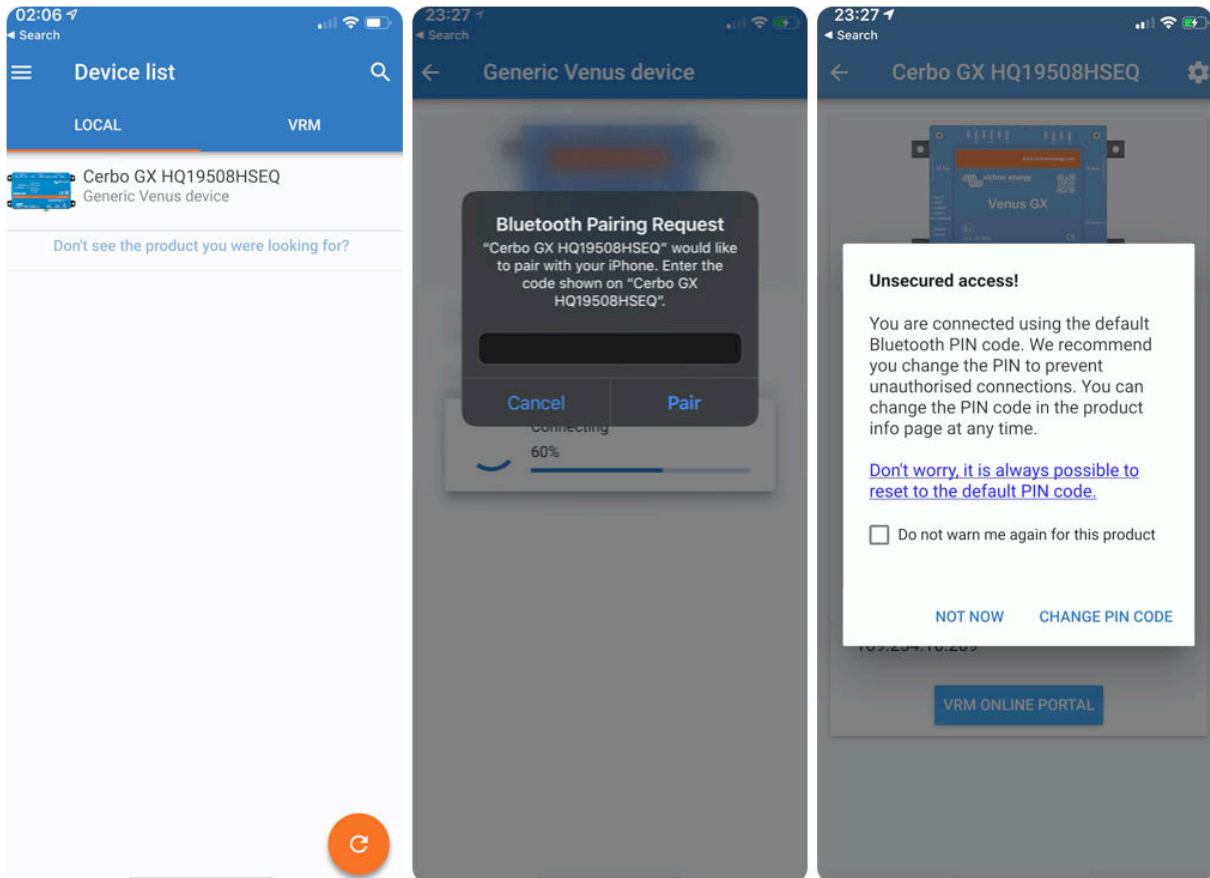 02:06
◀ Search
Device list
LOCAL
VRM
Cerbo GX HQ19508HSEQ
Generic Venus device
Don't see the product you were looking for?
23:27
◀ Search
Generic Venus device
Bluetooth Pairing Request
“Cerbo GX HQ19508HSEQ” would like
to pair with your iPhone. Enter the
code shown on “Cerbo GX
HQ19508HSEQ”.
Cancel
Pair
Connecting
60%
23:27
◀ Search
Cerbo GX HQ19508HSEQ
victron energy
Venus GX
Unsecured access!
You are connected using the default
Bluetooth PIN code. We recommend
you change the PIN to prevent
unauthorised connections. You can
change the PIN code in the product
info page at any time.
Don't worry, it is always possible to
reset to the default PIN code.
Do not warn me again for this product
NOT NOW
CHANGE PIN CODE
VRM ONLINE PORTAL